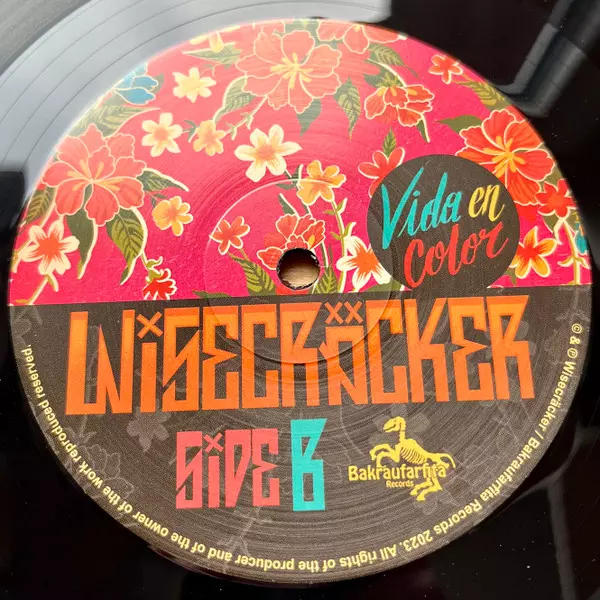 Vida en
Color
WISECRÄCKER
SIDE B
Bakraufarfita
Records
© & ℗ Wisecräcker / Bakraufarfita Records 2023. All rights of the producer and of the owner of the work reproduced reserved.